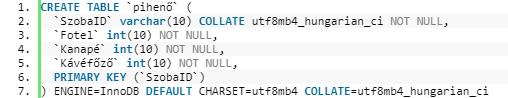 1. CREATE TABLE `pihenő` (
2. `SzobaID` varchar(10) COLLATE utf8mb4_hungarian_ci NOT NULL,
3. `Fotel` int(10) NOT NULL,
4. `Kanapé` int(10) NOT NULL,
5. `Kávéfőző` int(10) NOT NULL,
6. PRIMARY KEY (`SzobaID`)
7. ) ENGINE=InnoDB DEFAULT CHARSET=utf8mb4 COLLATE=utf8mb4_hungarian_ci